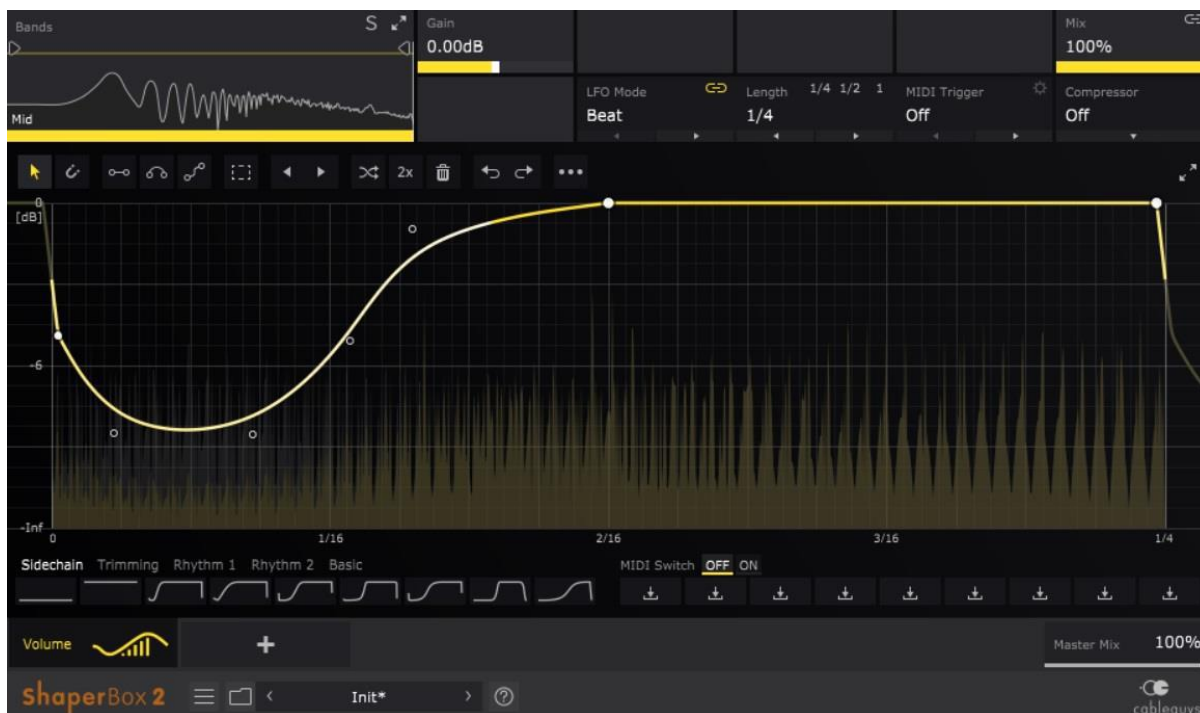 Bands S Gain Mix
0.00dB 100%
LFO Mode Length 1/4 1/2 1 MIDI Trigger Compressor
Mid Beat 1/4 Off Off
2x
0
[dB]
-6
-Inf
0 1/16 2/16 3/16 1/4
Sidechain Trimming Rhythm 1 Rhythm 2 Basic MIDI Switch OFF ON
Volume + Master Mix 100%
ShaperBox 2 < Init* > ?
cableguys